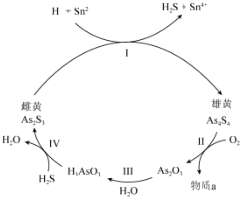 H⁺ + Sn²⁺
H₂S + Sn⁴⁺
I
雌黄
As₂S₃
雄黄
As₄S₄
H₂O
IV
II
O₂
H₃AsO₃
III
As₂O₃
H₂S
H₂O
物质a